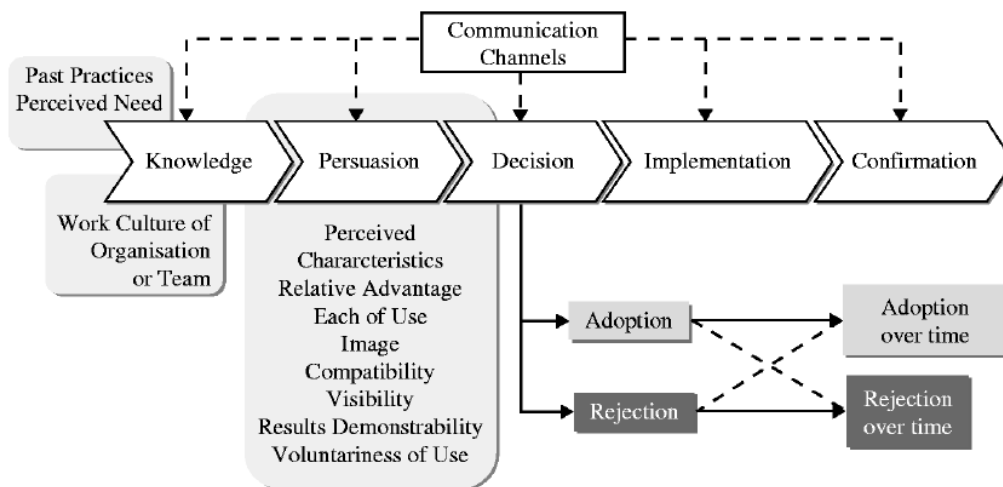 Communication
Channels
Past Practices
Perceived Need
Knowledge
Persuasion
Decision
Implementation
Confirmation
Work Culture of
Organisation
or Team
Perceived
Chararcteristics
Relative Advantage
Each of Use
Image
Compatibility
Visibility
Results Demonstrability
Voluntariness of Use
Adoption
Adoption
over time
Rejection
Rejection
over time